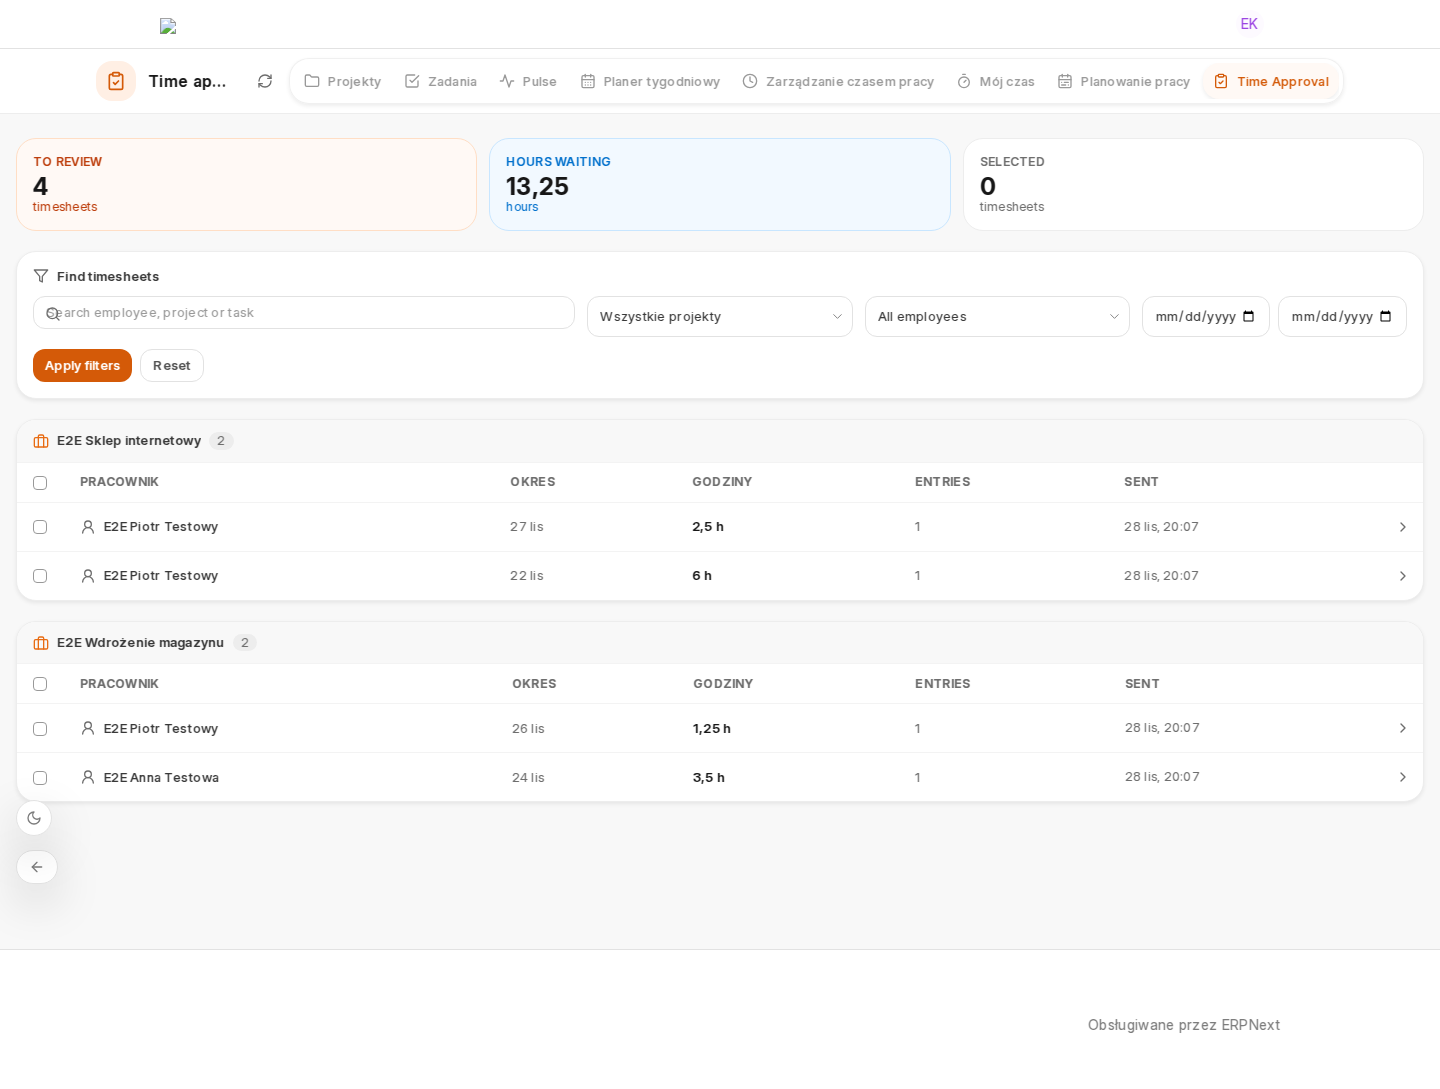 EK
Time ap...
Projekty
Zadania
Pulse
Planer tygodniowy
Zarządzanie czasem pracy
Mój czas
Planowanie pracy
Time Approval
TO REVIEW
4
timesheets
HOURS WAITING
13,25
hours
SELECTED
0
timesheets
Find timesheets
Search employee, project or task
Wszystkie projekty
All employees
mm/dd/yyyy
mm/dd/yyyy
Apply filters
Reset
E2E Sklep internetowy 2
PRACOWNIK OKRES GODZINY ENTRIES SENT
E2E Piotr Testowy 27 lis 2,5 h 1 28 lis, 20:07
E2E Piotr Testowy 22 lis 6 h 1 28 lis, 20:07
E2E Wdrożenie magazynu 2
PRACOWNIK OKRES GODZINY ENTRIES SENT
E2E Piotr Testowy 26 lis 1,25 h 1 28 lis, 20:07
E2E Anna Testowa 24 lis 3,5 h 1 28 lis, 20:07
Obsługiwane przez ERPNext